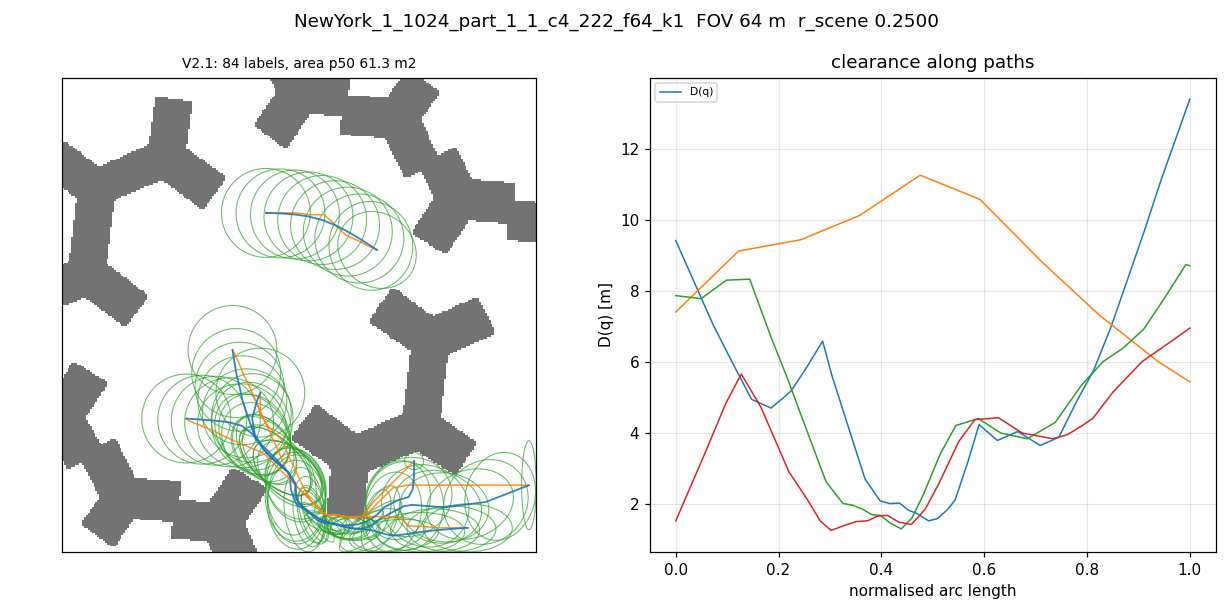 NewYork_1_1024_part_1_1_c4_222_f64_k1  FOV 64 m  r_scene 0.2500
V2.1: 84 labels, area p50 61.3 m2
clearance along paths
D(q)
12
10
8
6
4
2
D(q) [m]
0.0 0.2 0.4 0.6 0.8 1.0
normalised arc length